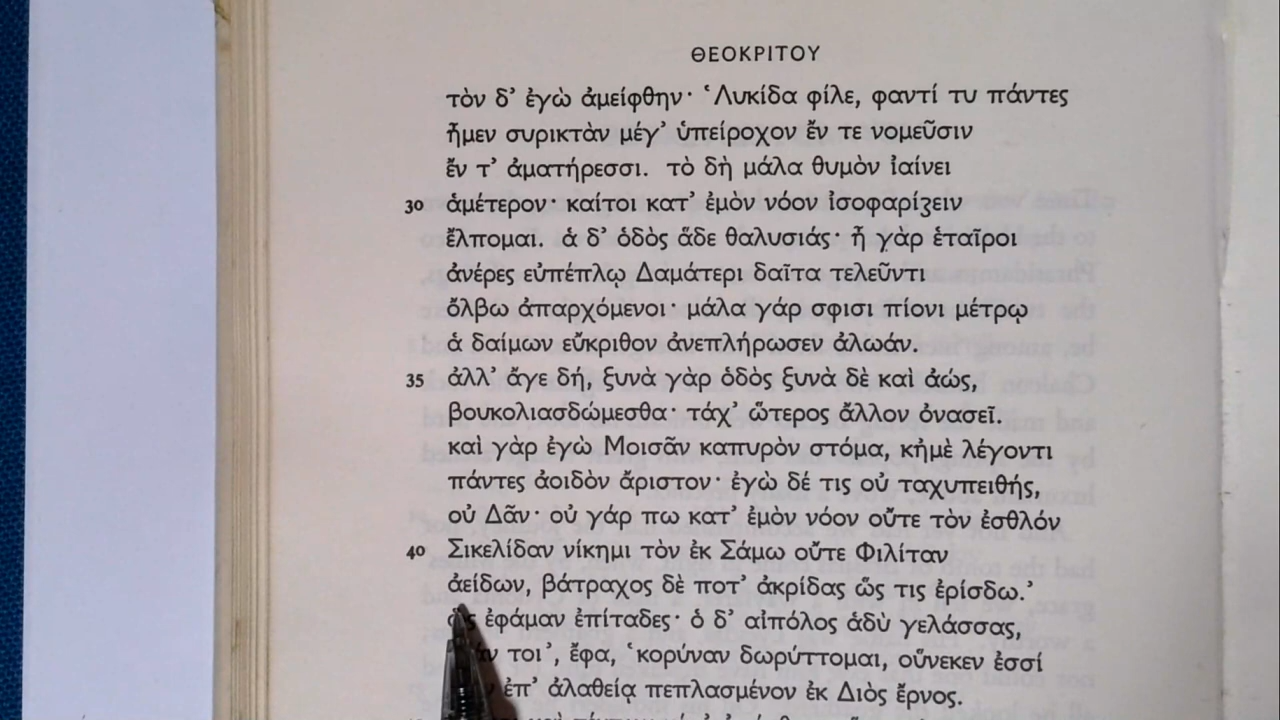 ΘΕΟΚΡΙΤΟΥ
τὸν δ’ ἐγὼ ἀμείφθην· ‘Λυκίδα φίλε, φαντί τυ πάντες
ἦμεν συρικτὰν μέγ’ ὑπείροχον ἔν τε νομεῦσιν
ἔν τ’ ἀματήρεσσι. τὸ δὴ μάλα θυμὸν ἰαίνει
30 ἁμέτερον· καίτοι κατ’ ἐμὸν νόον ἰσοφαρίζειν
ἔλπομαι. ἁ δ’ ὁδὸς ἅδε θαλυσιάς· ἦ γὰρ ἑταῖροι
ἀνέρες εὐπέπλῳ Δαμάτερι δαῖτα τελεῦντι
ὄλβω ἀπαρχόμενοι· μάλα γάρ σφισι πίονι μέτρῳ
ἁ δαίμων εὔκριθον ἀνεπλήρωσεν ἀλωάν.
35 ἀλλ’ ἄγε δή, ξυνὰ γὰρ ὁδὸς ξυνὰ δὲ καὶ ἀώς,
βουκολιασδώμεσθα· τάχ’ ὥτερος ἄλλον ὀνασεῖ.
καὶ γὰρ ἐγὼ Μοισᾶν καπυρὸν στόμα, κἠμὲ λέγοντι
πάντες ἀοιδὸν ἄριστον· ἐγὼ δέ τις οὐ ταχυπειθής,
οὐ Δᾶν· οὐ γάρ πω κατ’ ἐμὸν νόον οὔτε τὸν ἐσθλόν
40 Σικελίδαν νίκημι τὸν ἐκ Σάμω οὔτε Φιλίταν
ἀείδων, βάτραχος δὲ ποτ’ ἀκρίδας ὥς τις ἐρίσδω.’
ὣς ἐφάμαν ἐπίταδες· ὁ δ’ αἰπόλος ἁδὺ γελάσσας,
τοι’, ἔφα, ‘κορύναν δωρύττομαι, οὕνεκεν ἐσσί
ἐπ’ ἀλαθείᾳ πεπλασμένον ἐκ Διὸς ἔρνος.